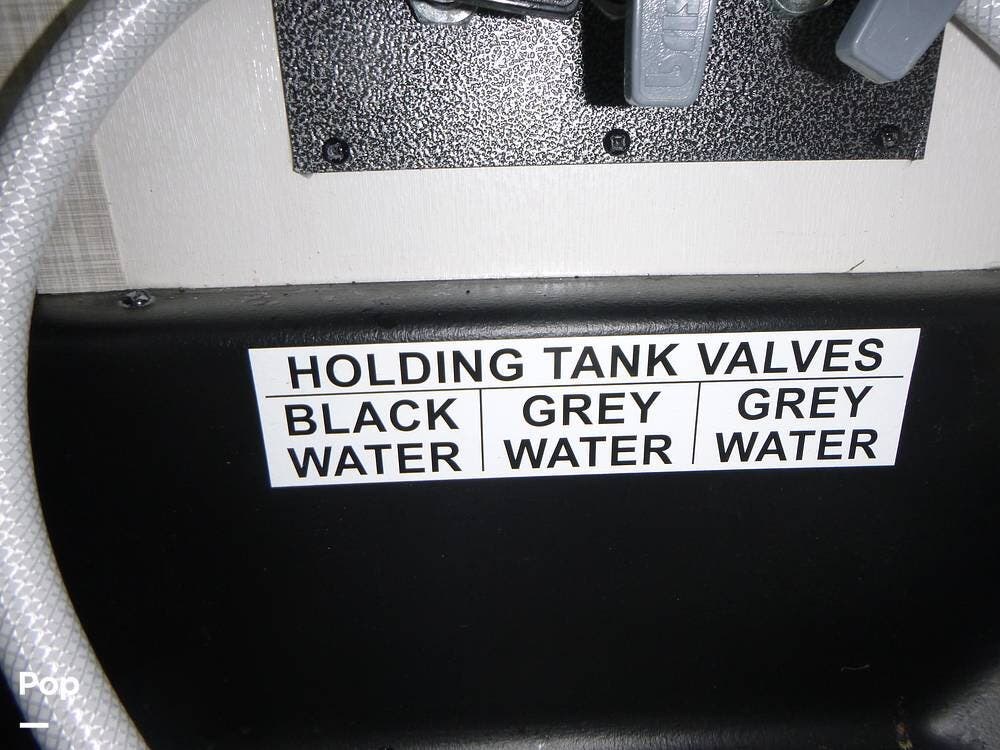 HOLDING TANK VALVES
BLACK WATER
GREY WATER
GREY WATER
Pop